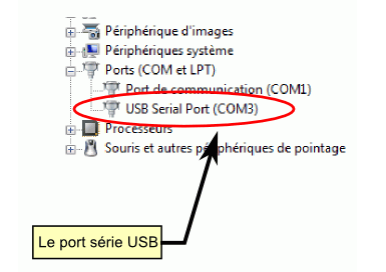 Périphérique d'images
Périphériques système
Ports (COM et LPT)
Port de communication (COM1)
USB Serial Port (COM3)
Processeurs
Souris et autres périphériques de pointage
Le port série USB